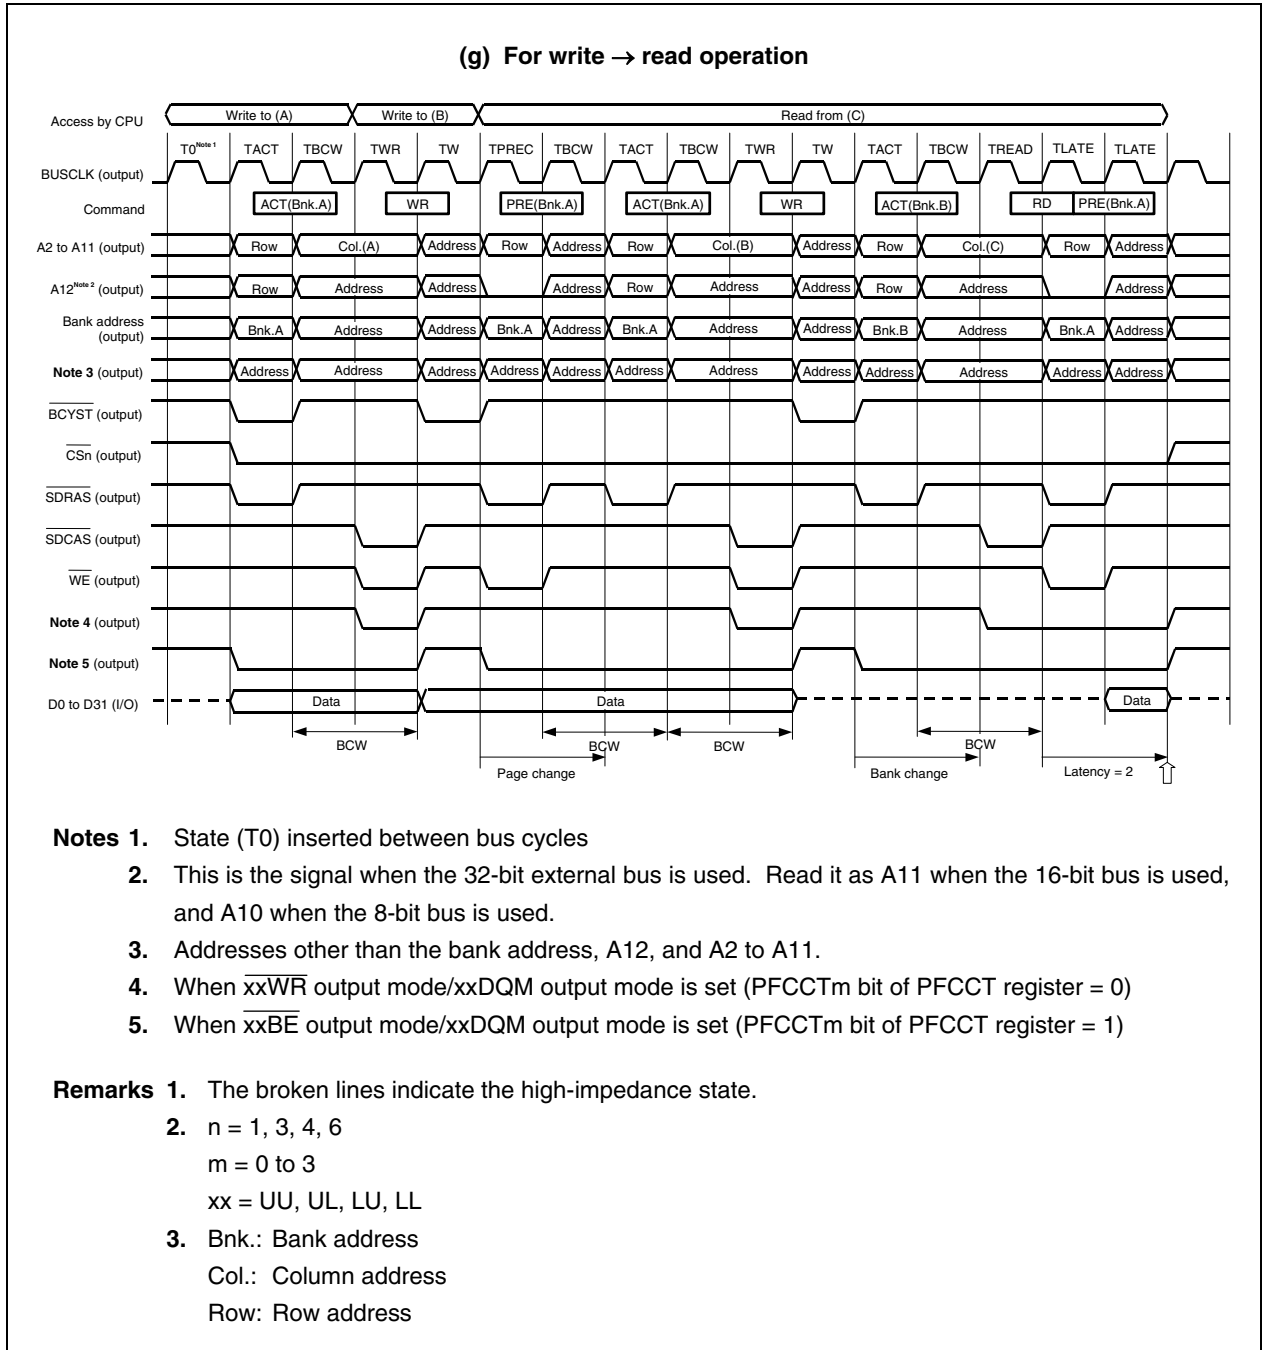 (g) For write → read operation
Access by CPU Write to (A) Write to (B) Read from (C)
T0Note 1 TACT TBCW TWR TW TPREC TBCW TACT TBCW TWR TW TACT TBCW TREAD TLATE TLATE
BUSCLK (output)
Command ACT(Bnk.A) WR PRE(Bnk.A) ACT(Bnk.A) WR ACT(Bnk.B) RD PRE(Bnk.A)
A2 to A11 (output) Row Col.(A) Address Row Address Row Col.(B) Address Row Col.(C) Row Address
A12Note 2 (output) Row Address Address Address Row Address Address Row Address Address
Bank address
(output) Bnk.A Address Address Bnk.A Address Bnk.A Address Address Bnk.B Address Bnk.A Address
Note 3 (output) Address Address Address Address Address Address Address Address Address Address Address Address
BCYST (output)
CSn (output)
SDRAS (output)
SDCAS (output)
WE (output)
Note 4 (output)
Note 5 (output)
D0 to D31 (I/O) Data Data Data
BCW BCW BCW BCW
Page change Bank change Latency = 2
Notes 1. State (T0) inserted between bus cycles
2. This is the signal when the 32-bit external bus is used. Read it as A11 when the 16-bit bus is used,
and A10 when the 8-bit bus is used.
3. Addresses other than the bank address, A12, and A2 to A11.
4. When xxWR output mode/xxDQM output mode is set (PFCCTm bit of PFCCT register = 0)
5. When xxBE output mode/xxDQM output mode is set (PFCCTm bit of PFCCT register = 1)
Remarks 1. The broken lines indicate the high-impedance state.
2. n = 1, 3, 4, 6
m = 0 to 3
xx = UU, UL, LU, LL
3. Bnk.: Bank address
Col.: Column address
Row: Row address